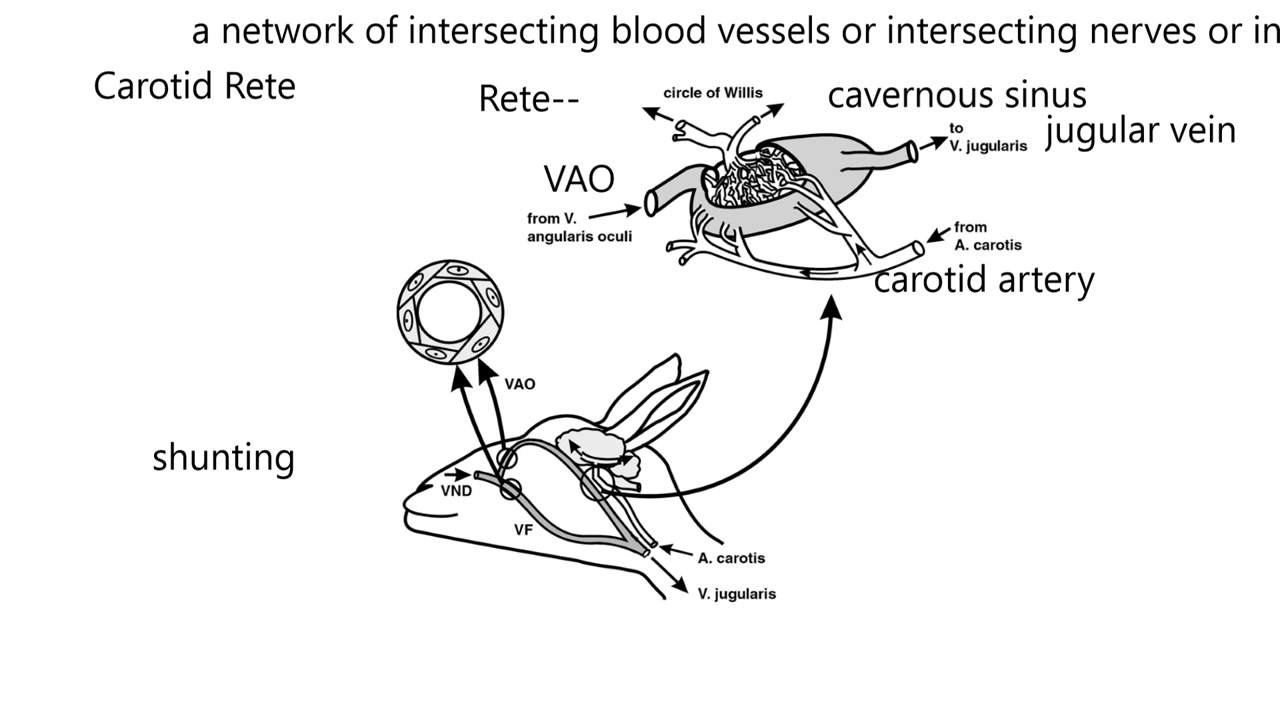 a network of intersecting blood vessels or intersecting nerves or in
Carotid Rete
Rete--
circle of Willis
cavernous sinus
to
V. jugularis
jugular vein
VAO
from V.
angularis oculi
from
A. carotis
carotid artery
VAO
shunting
VND
VF
A. carotis
V. jugularis